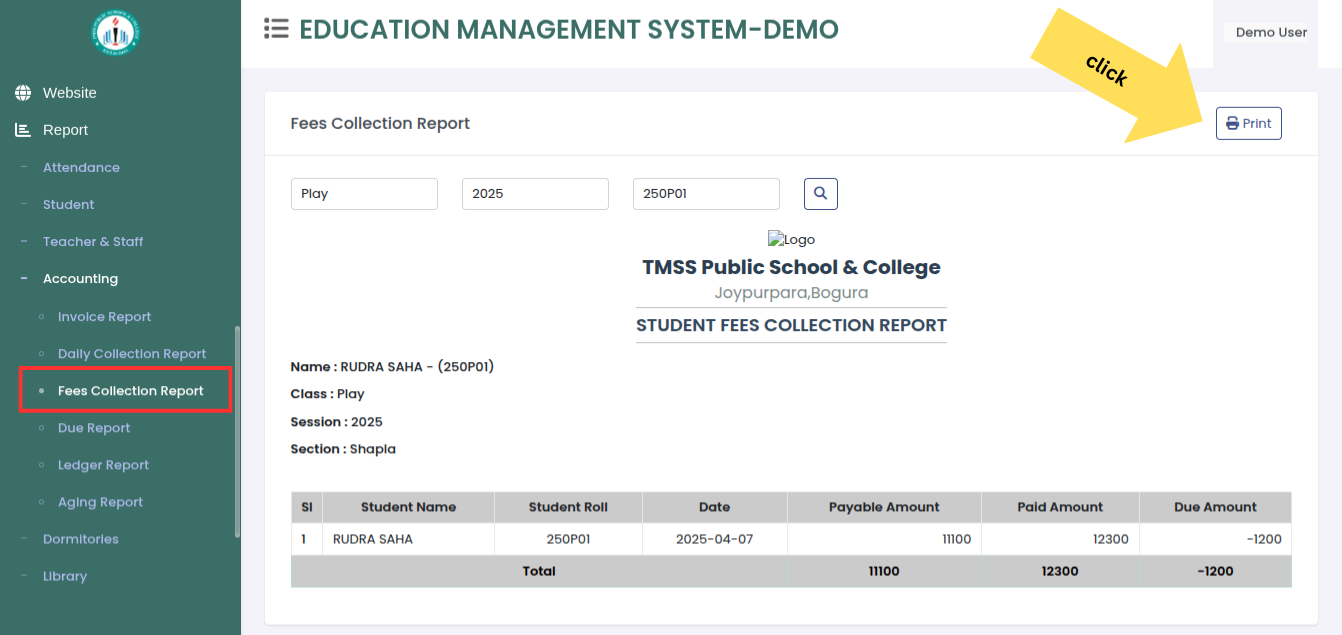 EDUCATION MANAGEMENT SYSTEM-DEMO
Demo User
click
Website
Report
Attendance
Student
Teacher & Staff
Accounting
Invoice Report
Daily Collection Report
Fees Collection Report
Due Report
Ledger Report
Aging Report
Dormitories
Library
Fees Collection Report
Print
Play 2025 250P01
Logo
TMSS Public School & College
Joypurpara,Bogura
STUDENT FEES COLLECTION REPORT
Name : RUDRA SAHA - (250P01)
Class : Play
Session : 2025
Section : Shapla
Sl Student Name Student Roll Date Payable Amount Paid Amount Due Amount
1 RUDRA SAHA 250P01 2025-04-07 11100 12300 -1200
Total 11100 12300 -1200